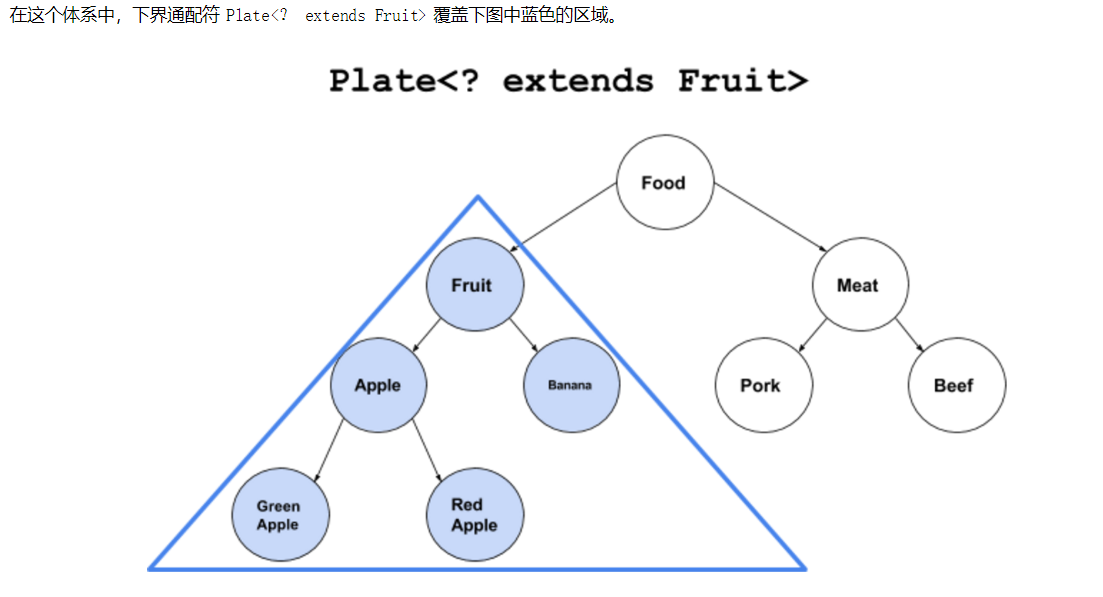 在这个体系中，下界通配符 Plate<? extends Fruit> 覆盖下图中蓝色的区域。
Plate<? extends Fruit>
Food
Fruit
Meat
Apple
Banana
Pork
Beef
Green
Apple
Red
Apple